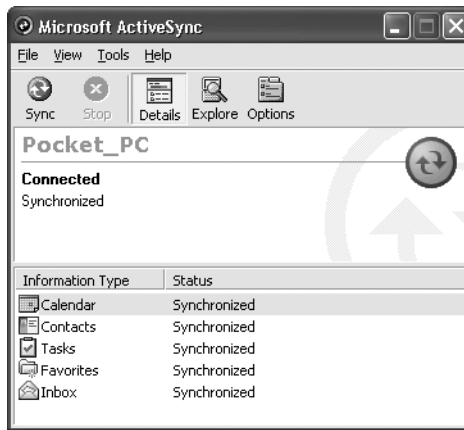 Microsoft ActiveSync
File View Tools Help
Sync Stop Details Explore Options
Pocket_PC
Connected
Synchronized
Information Type Status
Calendar Synchronized
Contacts Synchronized
Tasks Synchronized
Favorites Synchronized
Inbox Synchronized